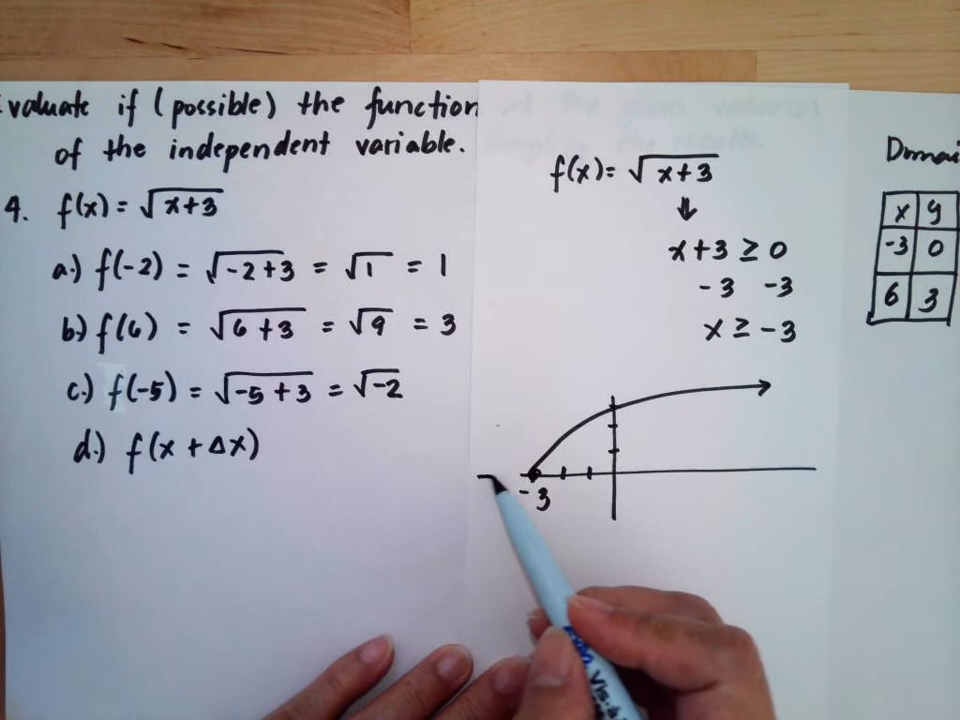 valuate if (possible) the function
of the independent variable.
4. f(x) = √x+3
a.) f(-2) = √-2+3 = √1 = 1
b.) f(6) = √6+3 = √9 = 3
c.) f(-5) = √-5+3 = √-2
d.) f(x + Δx)
f(x) = √x+3
↓
x+3 ≥ 0
-3 -3
x ≥ -3
-3
Domai
x y
-3 0
6 3